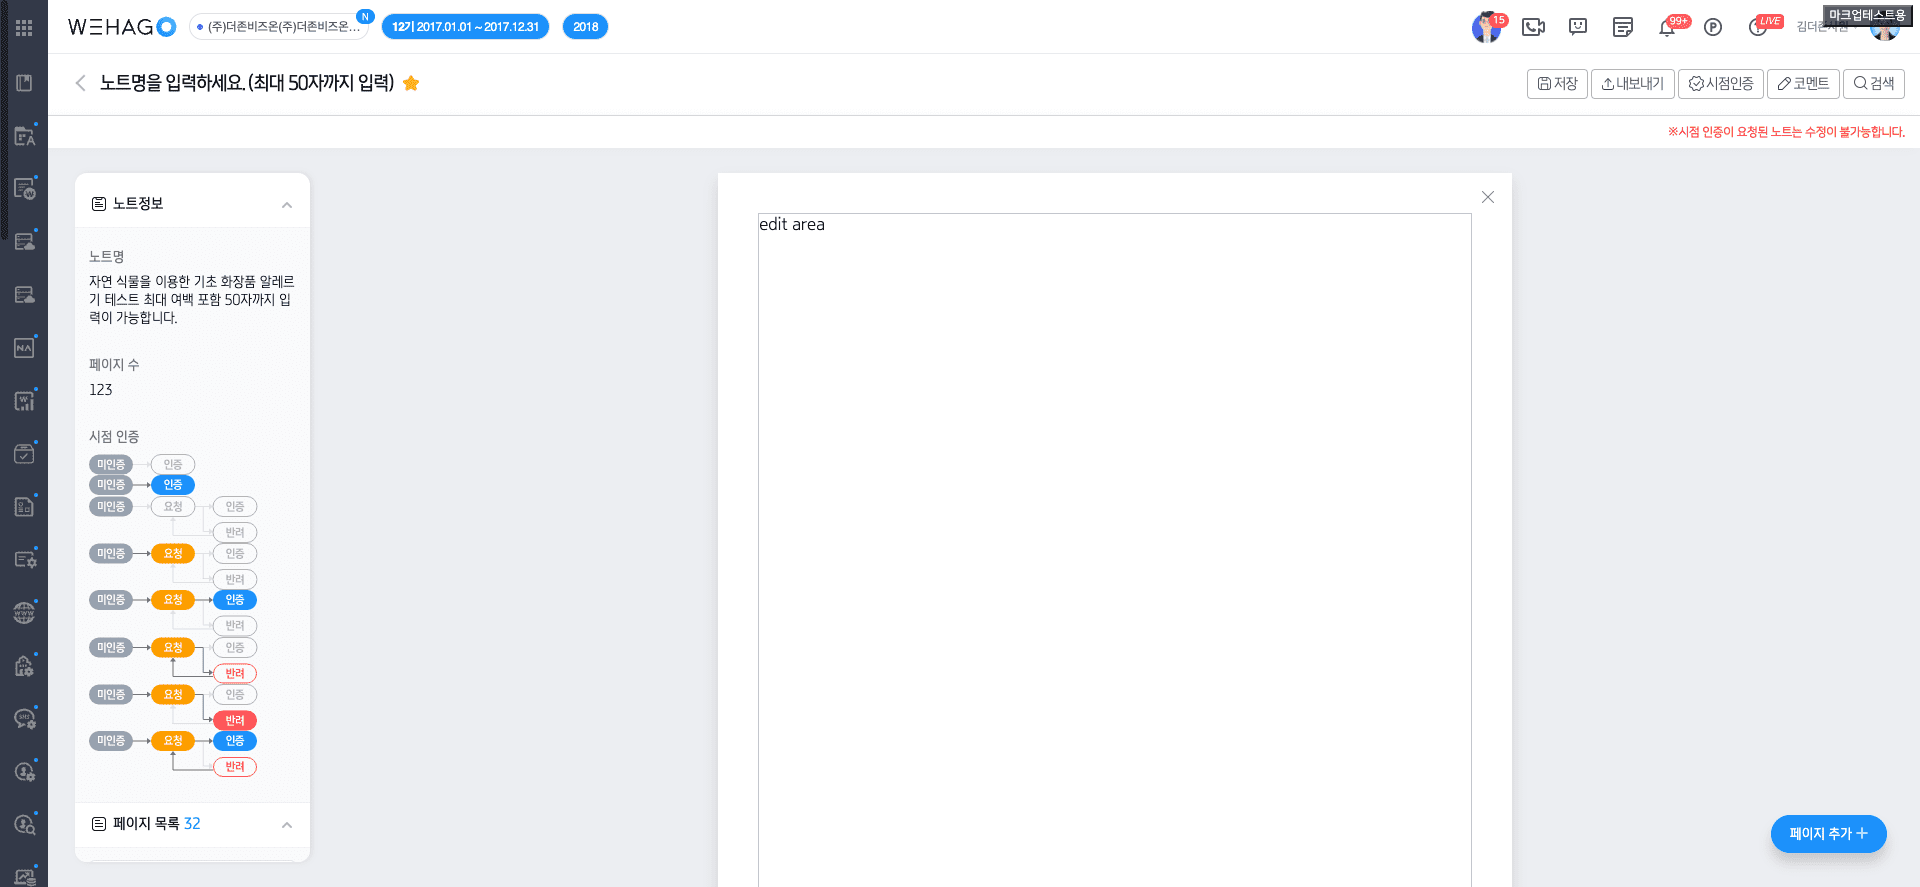 WEHAGO
(주)더존비즈온(주)더존비즈온...
N
12기 2017.01.01 ~ 2017.12.31
2018
15
99+
P
LIVE
마크업테스트용
노트명을 입력하세요. (최대 50자까지 입력)
저장
내보내기
시점인증
코멘트
검색
※시점 인증이 요청된 노트는 수정이 불가능합니다.
노트정보
노트명
자연 식물을 이용한 기초 화장품 알레르
기 테스트 최대 여백 포함 50자까지 입
력이 가능합니다.
페이지 수
123
시점 인증
미인증 인증
미인증 인증
미인증 요청 인증
반려
미인증 요청 인증
반려
미인증 요청 인증
반려
미인증 요청 인증
반려
미인증 요청 인증
반려
미인증 요청 인증
반려
페이지 목록 32
edit area
페이지 추가
A
W
NA
W
WWW
SMS